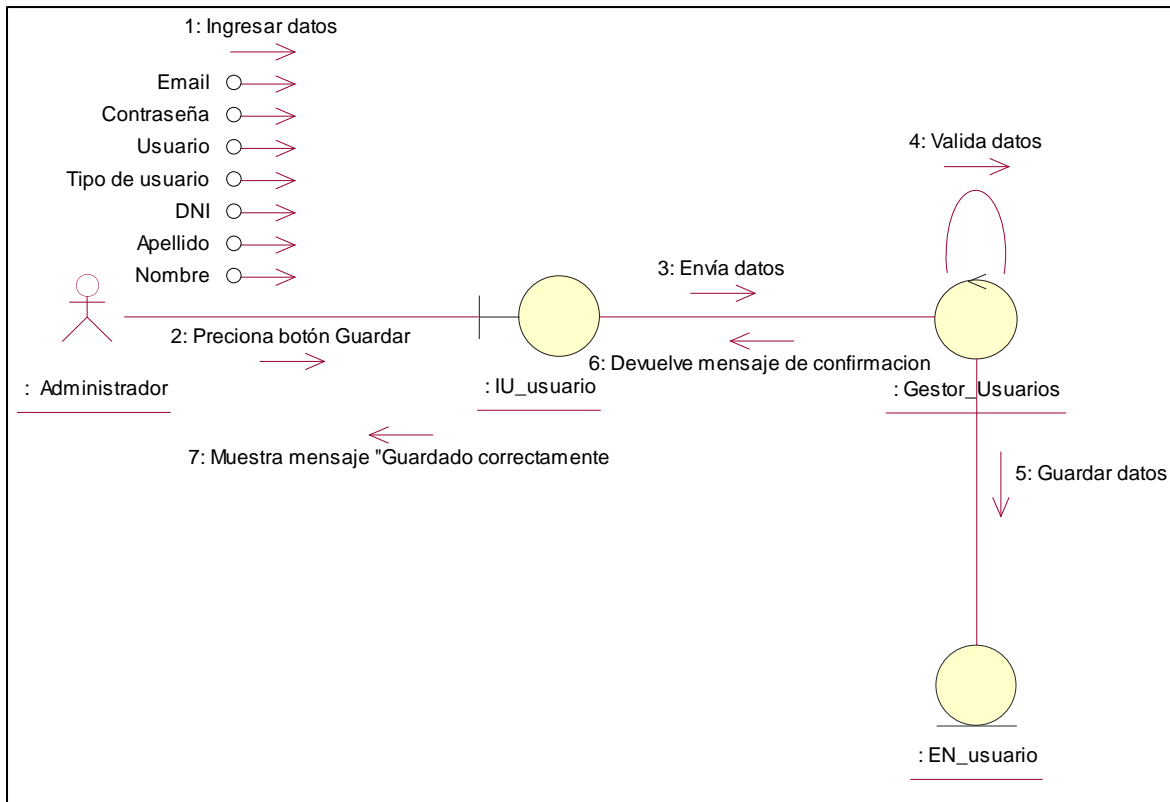 1: Ingresar datos
Email
Contraseña
Usuario
Tipo de usuario
DNI
Apellido
Nombre
2: Preciona botón Guardar
: Administrador
7: Muestra mensaje "Guardado correctamente
: IU_usuario
3: Envía datos
6: Devuelve mensaje de confirmacion
4: Valida datos
: Gestor_Usuarios
5: Guardar datos
: EN_usuario